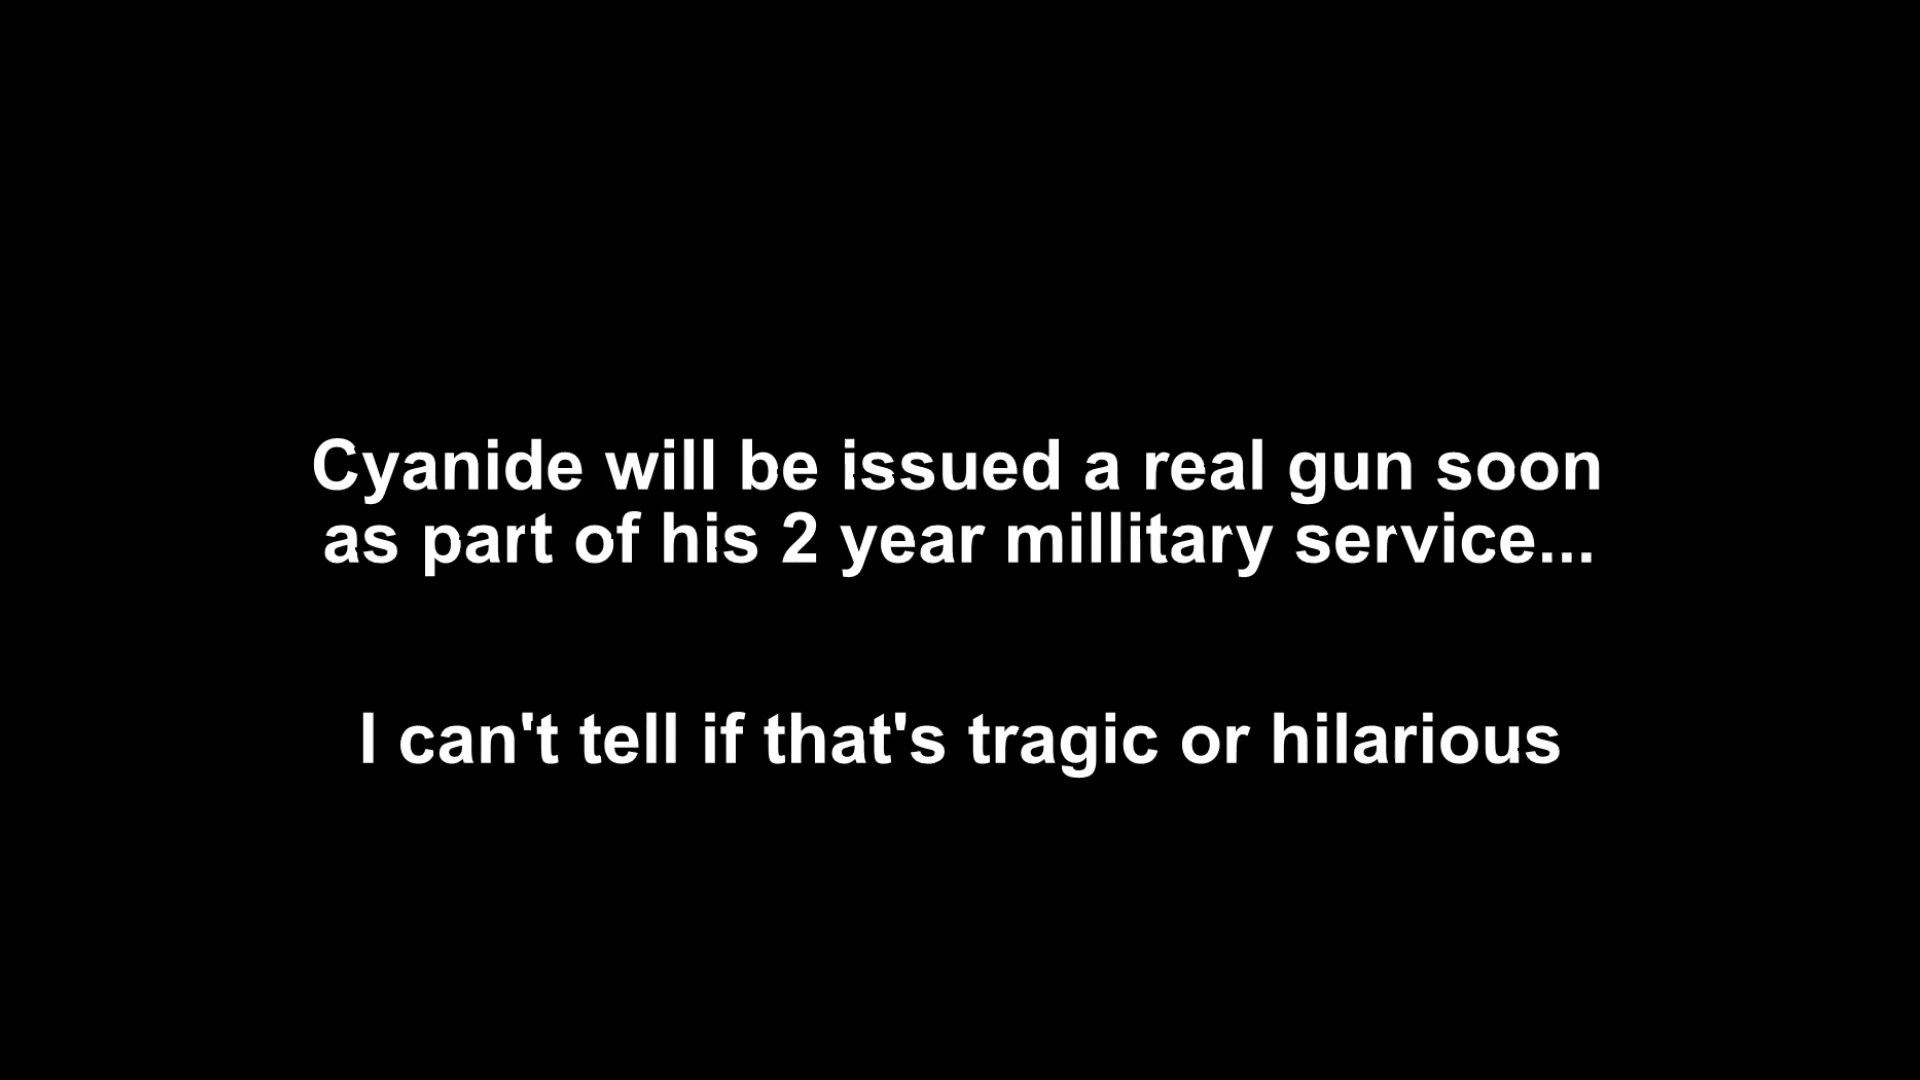 Cyanide will be issued a real gun soon
as part of his 2 year millitary service...
I can't tell if that's tragic or hilarious